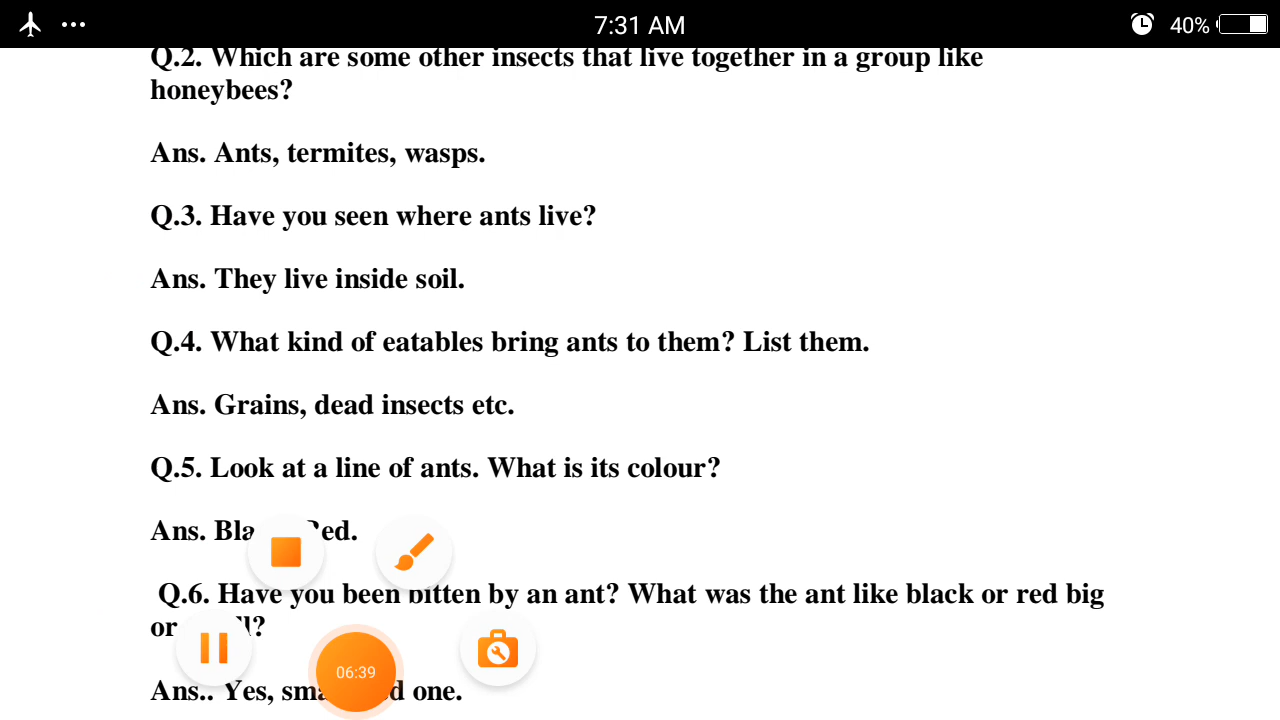 7:31 AM
40%
Q.2. Which are some other insects that live together in a group like
honeybees?
Ans. Ants, termites, wasps.
Q.3. Have you seen where ants live?
Ans. They live inside soil.
Q.4. What kind of eatables bring ants to them? List them.
Ans. Grains, dead insects etc.
Q.5. Look at a line of ants. What is its colour?
Ans.
Q.6. Have you been bitten by an ant? What was the ant like black or red big
or
06:39
Ans.. Yes, one.